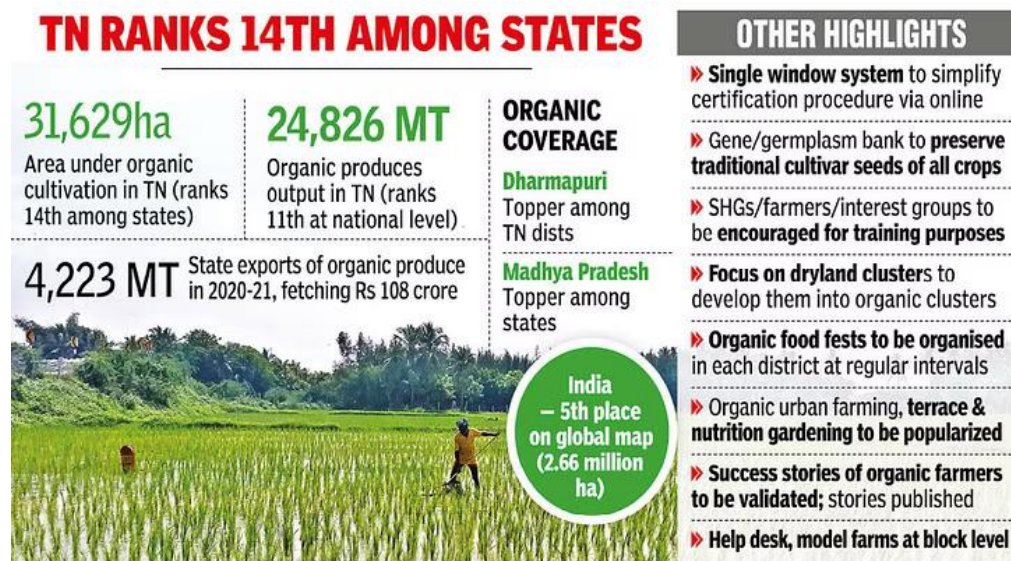 TN RANKS 14TH AMONG STATES
31,629ha
Area under organic
cultivation in TN (ranks
14th among states)
24,826 MT
Organic produces
output in TN (ranks
11th at national level)
4,223 MT
State exports of organic produce
in 2020-21, fetching Rs 108 crore
ORGANIC
COVERAGE
Dharmapuri
Topper among
TN dists
Madhya Pradesh
Topper among
states
India
– 5th place
on global map
(2.66 million
ha)
OTHER HIGHLIGHTS
Single window system to simplify
certification procedure via online
Gene/germplasm bank to preserve
traditional cultivar seeds of all crops
SHGs/farmers/interest groups to
be encouraged for training purposes
Focus on dryland clusters to
develop them into organic clusters
Organic food fests to be organised
in each district at regular intervals
Organic urban farming, terrace &
nutrition gardening to be popularized
Success stories of organic farmers
to be validated; stories published
Help desk, model farms at block level